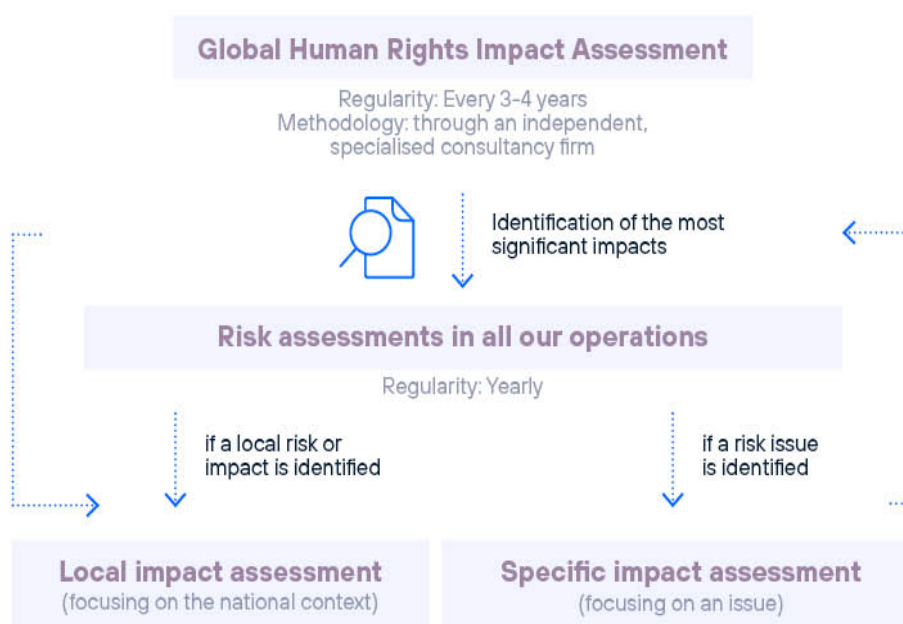 Global Human Rights Impact Assessment
Regularity: Every 3-4 years
Methodology: through an independent,
specialised consultancy firm
Identification of the most
significant impacts
Risk assessments in all our operations
Regularity: Yearly
if a local risk or
impact is identified
if a risk issue
is identified
Local impact assessment
(focusing on the national context)
Specific impact assessment
(focusing on an issue)